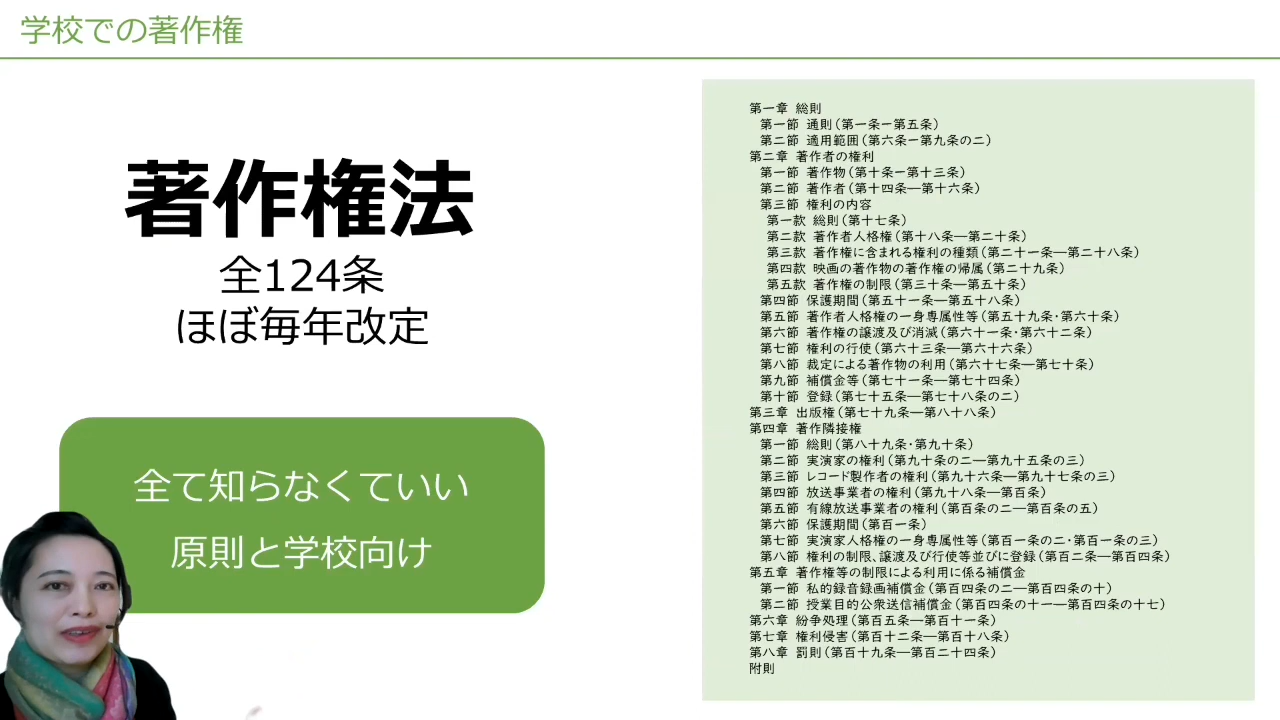 学校での著作権
著作権法
全124条
ほぼ毎年改定
全て知らなくていい
原則と学校向け
第一章 総則
第一節 通則（第一条ー第五条）
第二節 適用範囲（第六条ー第九条の二）
第二章 著作者の権利
第一節 著作物（第十条ー第十三条）
第二節 著作者（第十四条―第十六条）
第三節 権利の内容
第一款 総則（第十七条）
第二款 著作者人格権（第十八条―第二十条）
第三款 著作権に含まれる権利の種類（第二十一条―第二十八条）
第四款 映画の著作物の著作権の帰属（第二十九条）
第五款 著作権の制限（第三十条―第五十条）
第四節 保護期間（第五十一条―第五十八条）
第五節 著作者人格権の一身専属性等（第五十九条・第六十条）
第六節 著作権の譲渡及び消滅（第六十一条・第六十二条）
第七節 権利の行使（第六十三条―第六十六条）
第八節 裁定による著作物の利用（第六十七条―第七十条）
第九節 補償金等（第七十一条―第七十四条）
第十節 登録（第七十五条―第七十八条の二）
第三章 出版権（第七十九条―第八十八条）
第四章 著作隣接権
第一節 総則（第八十九条・第九十条）
第二節 実演家の権利（第九十条の二―第九十五条の三）
第三節 レコード製作者の権利（第九十六条―第九十七条の三）
第四節 放送事業者の権利（第九十八条―第百条）
第五節 有線放送事業者の権利（第百条の二―第百条の五）
第六節 保護期間（第百一条）
第七節 実演家人格権の一身専属性等（第百一条の二・第百一条の三）
第八節 権利の制限、譲渡及び行使等並びに登録（第百二条―第百四条）
第五章 著作権等の制限による利用に係る補償金
第一節 私的録音録画補償金（第百四条の二―第百四条の十）
第二節 授業目的公衆送信補償金（第百四条の十一―第百四条の十七）
第六章 紛争処理（第百五条―第百十一条）
第七章 権利侵害（第百十二条―第百十八条）
第八章 罰則（第百十九条―第百二十四条）
附則